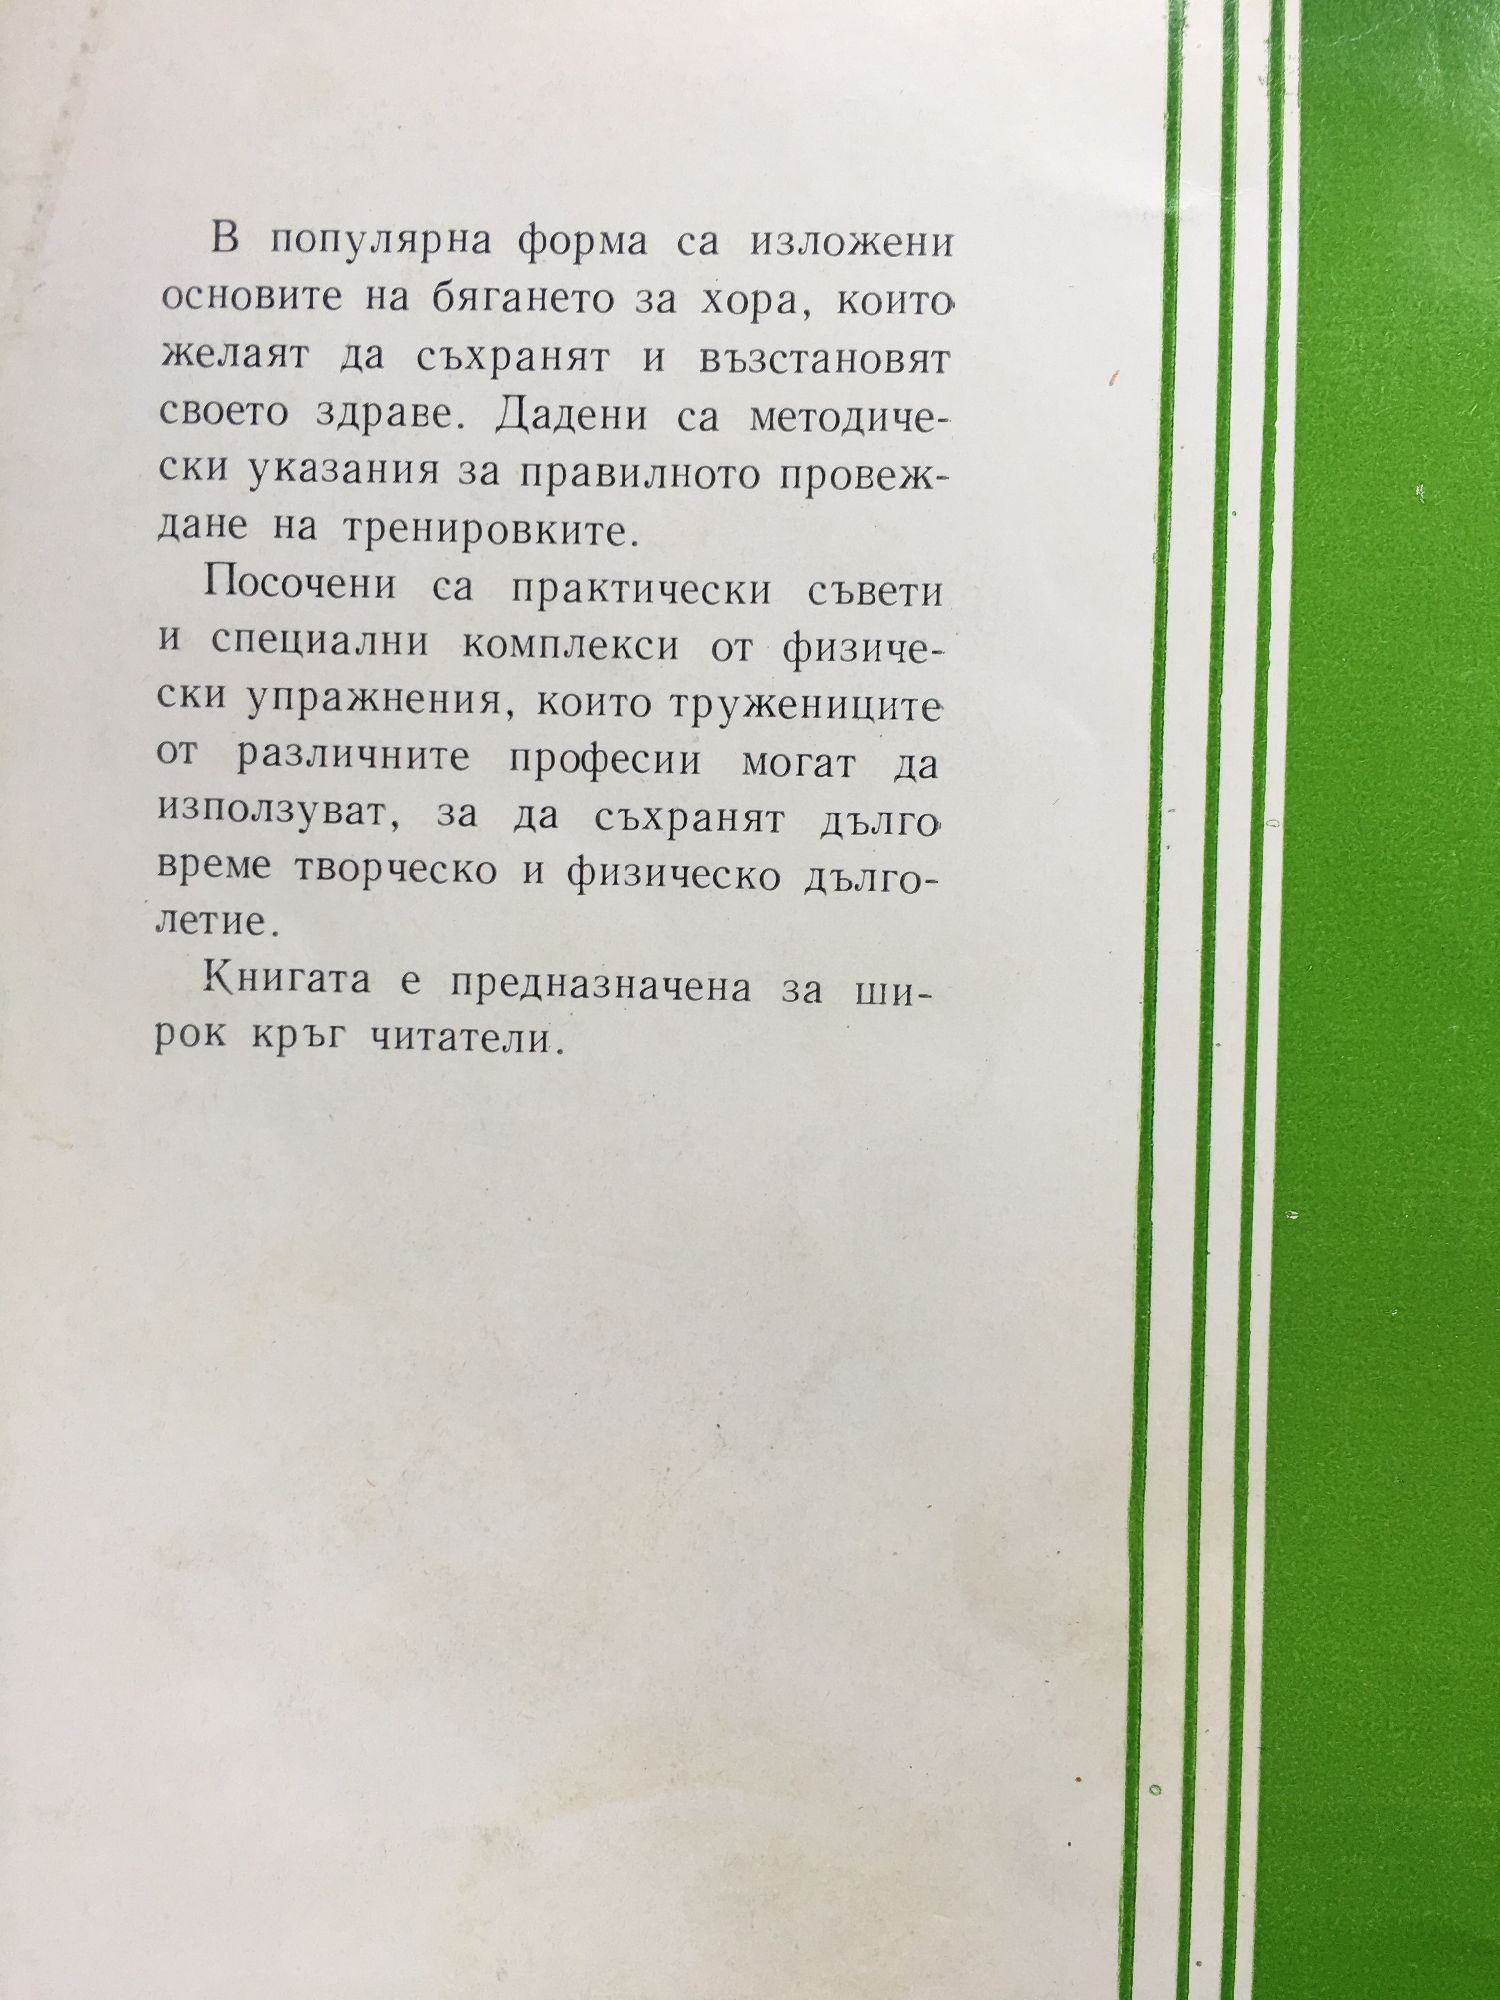 В популярна форма са изложени
основите на бягането за хора, които
желаят да съхранят и възстановят
своето здраве. Дадени са методиче-
ски указания за правилното провеж-
дане на тренировките.
Посочени са практически съвети
и специални комплекси от физиче-
ски упражнения, които тружениците
от различните професии могат да
използуват, за да съхранят дълго
време творческо и физическо дълго-
летие.
Книгата е предназначена за ши-
рок кръг читатели.